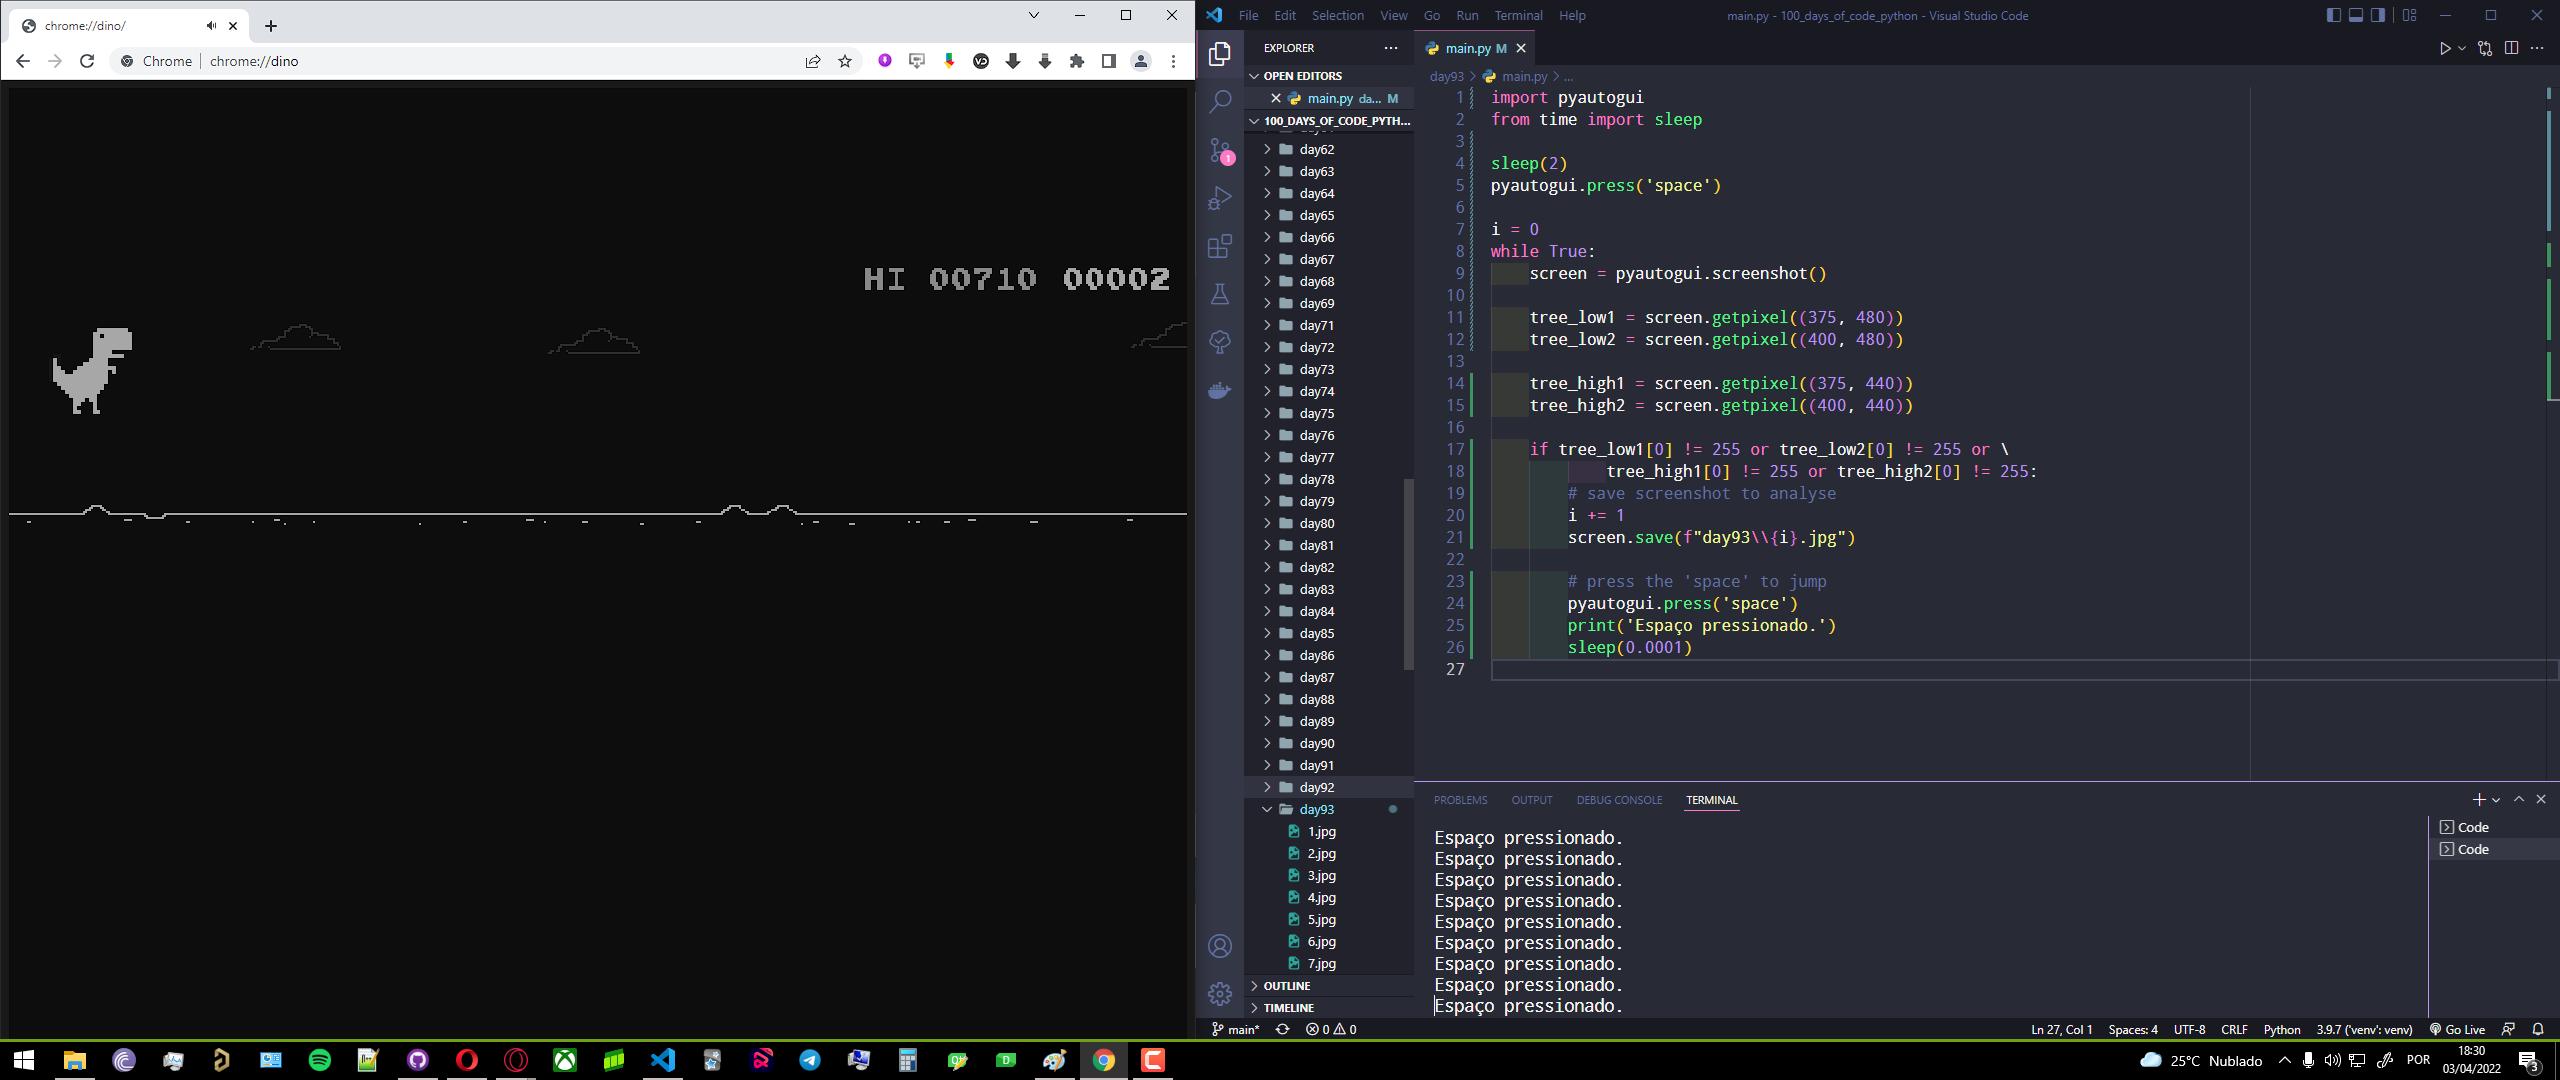 chrome://dino/
Chrome | chrome://dino
HI 00710 00002
File Edit Selection View Go Run Terminal Help
main.py - 100_days_of_code_python - Visual Studio Code
EXPLORER
OPEN EDITORS
main.py da... M
100_DAYS_OF_CODE_PYTH...
day62
day63
day64
day65
day66
day67
day68
day69
day71
day72
day73
day74
day75
day76
day77
day78
day79
day80
day81
day82
day83
day84
day85
day86
day87
day88
day89
day90
day91
day92
day93
1.jpg
2.jpg
3.jpg
4.jpg
5.jpg
6.jpg
7.jpg
OUTLINE
TIMELINE
1
main.py M
day93 > main.py > ...
1 import pyautogui
2 from time import sleep
3
4 sleep(2)
5 pyautogui.press('space')
6
7 i = 0
8 while True:
9 screen = pyautogui.screenshot()
10
11 tree_low1 = screen.getpixel((375, 480))
12 tree_low2 = screen.getpixel((400, 480))
13
14 tree_high1 = screen.getpixel((375, 440))
15 tree_high2 = screen.getpixel((400, 440))
16
17 if tree_low1[0] != 255 or tree_low2[0] != 255 or \
18 tree_high1[0] != 255 or tree_high2[0] != 255:
19 # save screenshot to analyse
20 i += 1
21 screen.save(f"day93\\{i}.jpg")
22
23 # press the 'space' to jump
24 pyautogui.press('space')
25 print('Espaço pressionado.')
26 sleep(0.0001)
27
PROBLEMS OUTPUT DEBUG CONSOLE TERMINAL
Espaço pressionado.
Espaço pressionado.
Espaço pressionado.
Espaço pressionado.
Espaço pressionado.
Espaço pressionado.
Espaço pressionado.
Espaço pressionado.
Espaço pressionado.
Code
Code
main* 0 0
Ln 27, Col 1 Spaces: 4 UTF-8 CRLF Python 3.9.7 ('venv': venv) Go Live
25°C Nublado
POR
18:30
03/04/2022
3